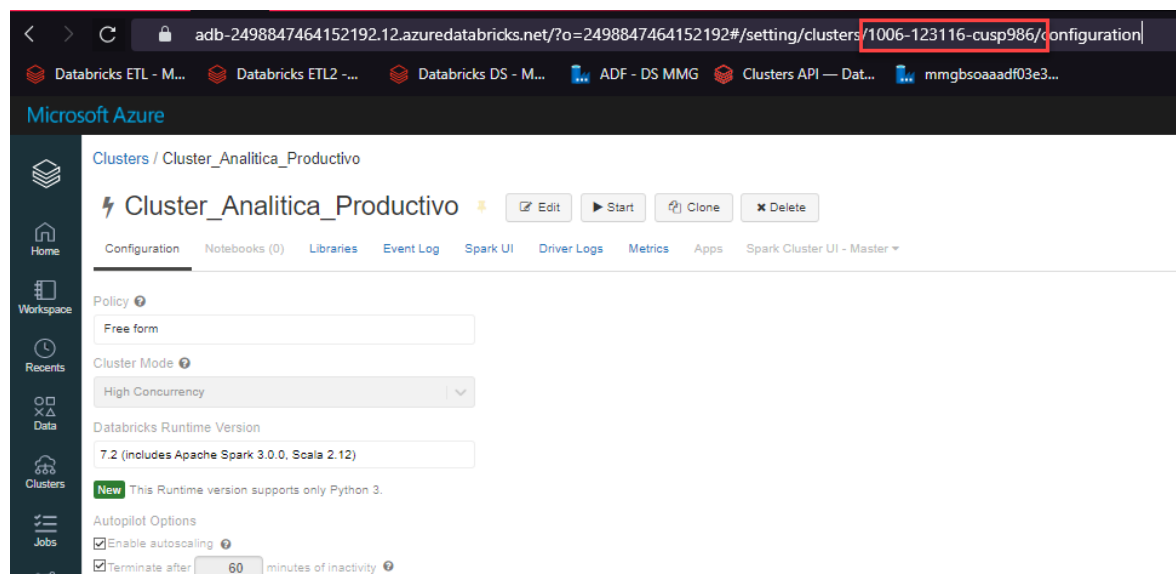 adb-2498847464152192.12.azuredatabricks.net/?o=2498847464152192#/setting/clusters/1006-123116-cusp986/configuration
Databricks ETL - M... Databricks ETL2 -... Databricks DS - M... ADF - DS MMG Clusters API — Dat... mmgbsoaaadf03e3...
Microsoft Azure
Clusters / Cluster_Analitica_Productivo
Cluster_Analitica_Productivo Edit Start Clone Delete
Configuration Notebooks (0) Libraries Event Log Spark UI Driver Logs Metrics Apps Spark Cluster UI - Master
Home
Workspace
Recents
Data
Clusters
Jobs
Policy ?
Free form
Cluster Mode ?
High Concurrency
Databricks Runtime Version
7.2 (includes Apache Spark 3.0.0, Scala 2.12)
New This Runtime version supports only Python 3.
Autopilot Options
Enable autoscaling ?
Terminate after 60 minutes of inactivity ?